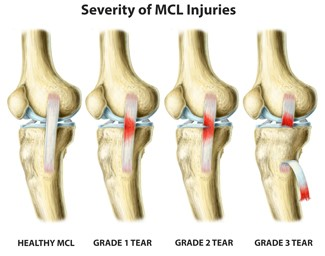 Severity of MCL Injuries
HEALTHY MCL
GRADE 1 TEAR
GRADE 2 TEAR
GRADE 3 TEAR